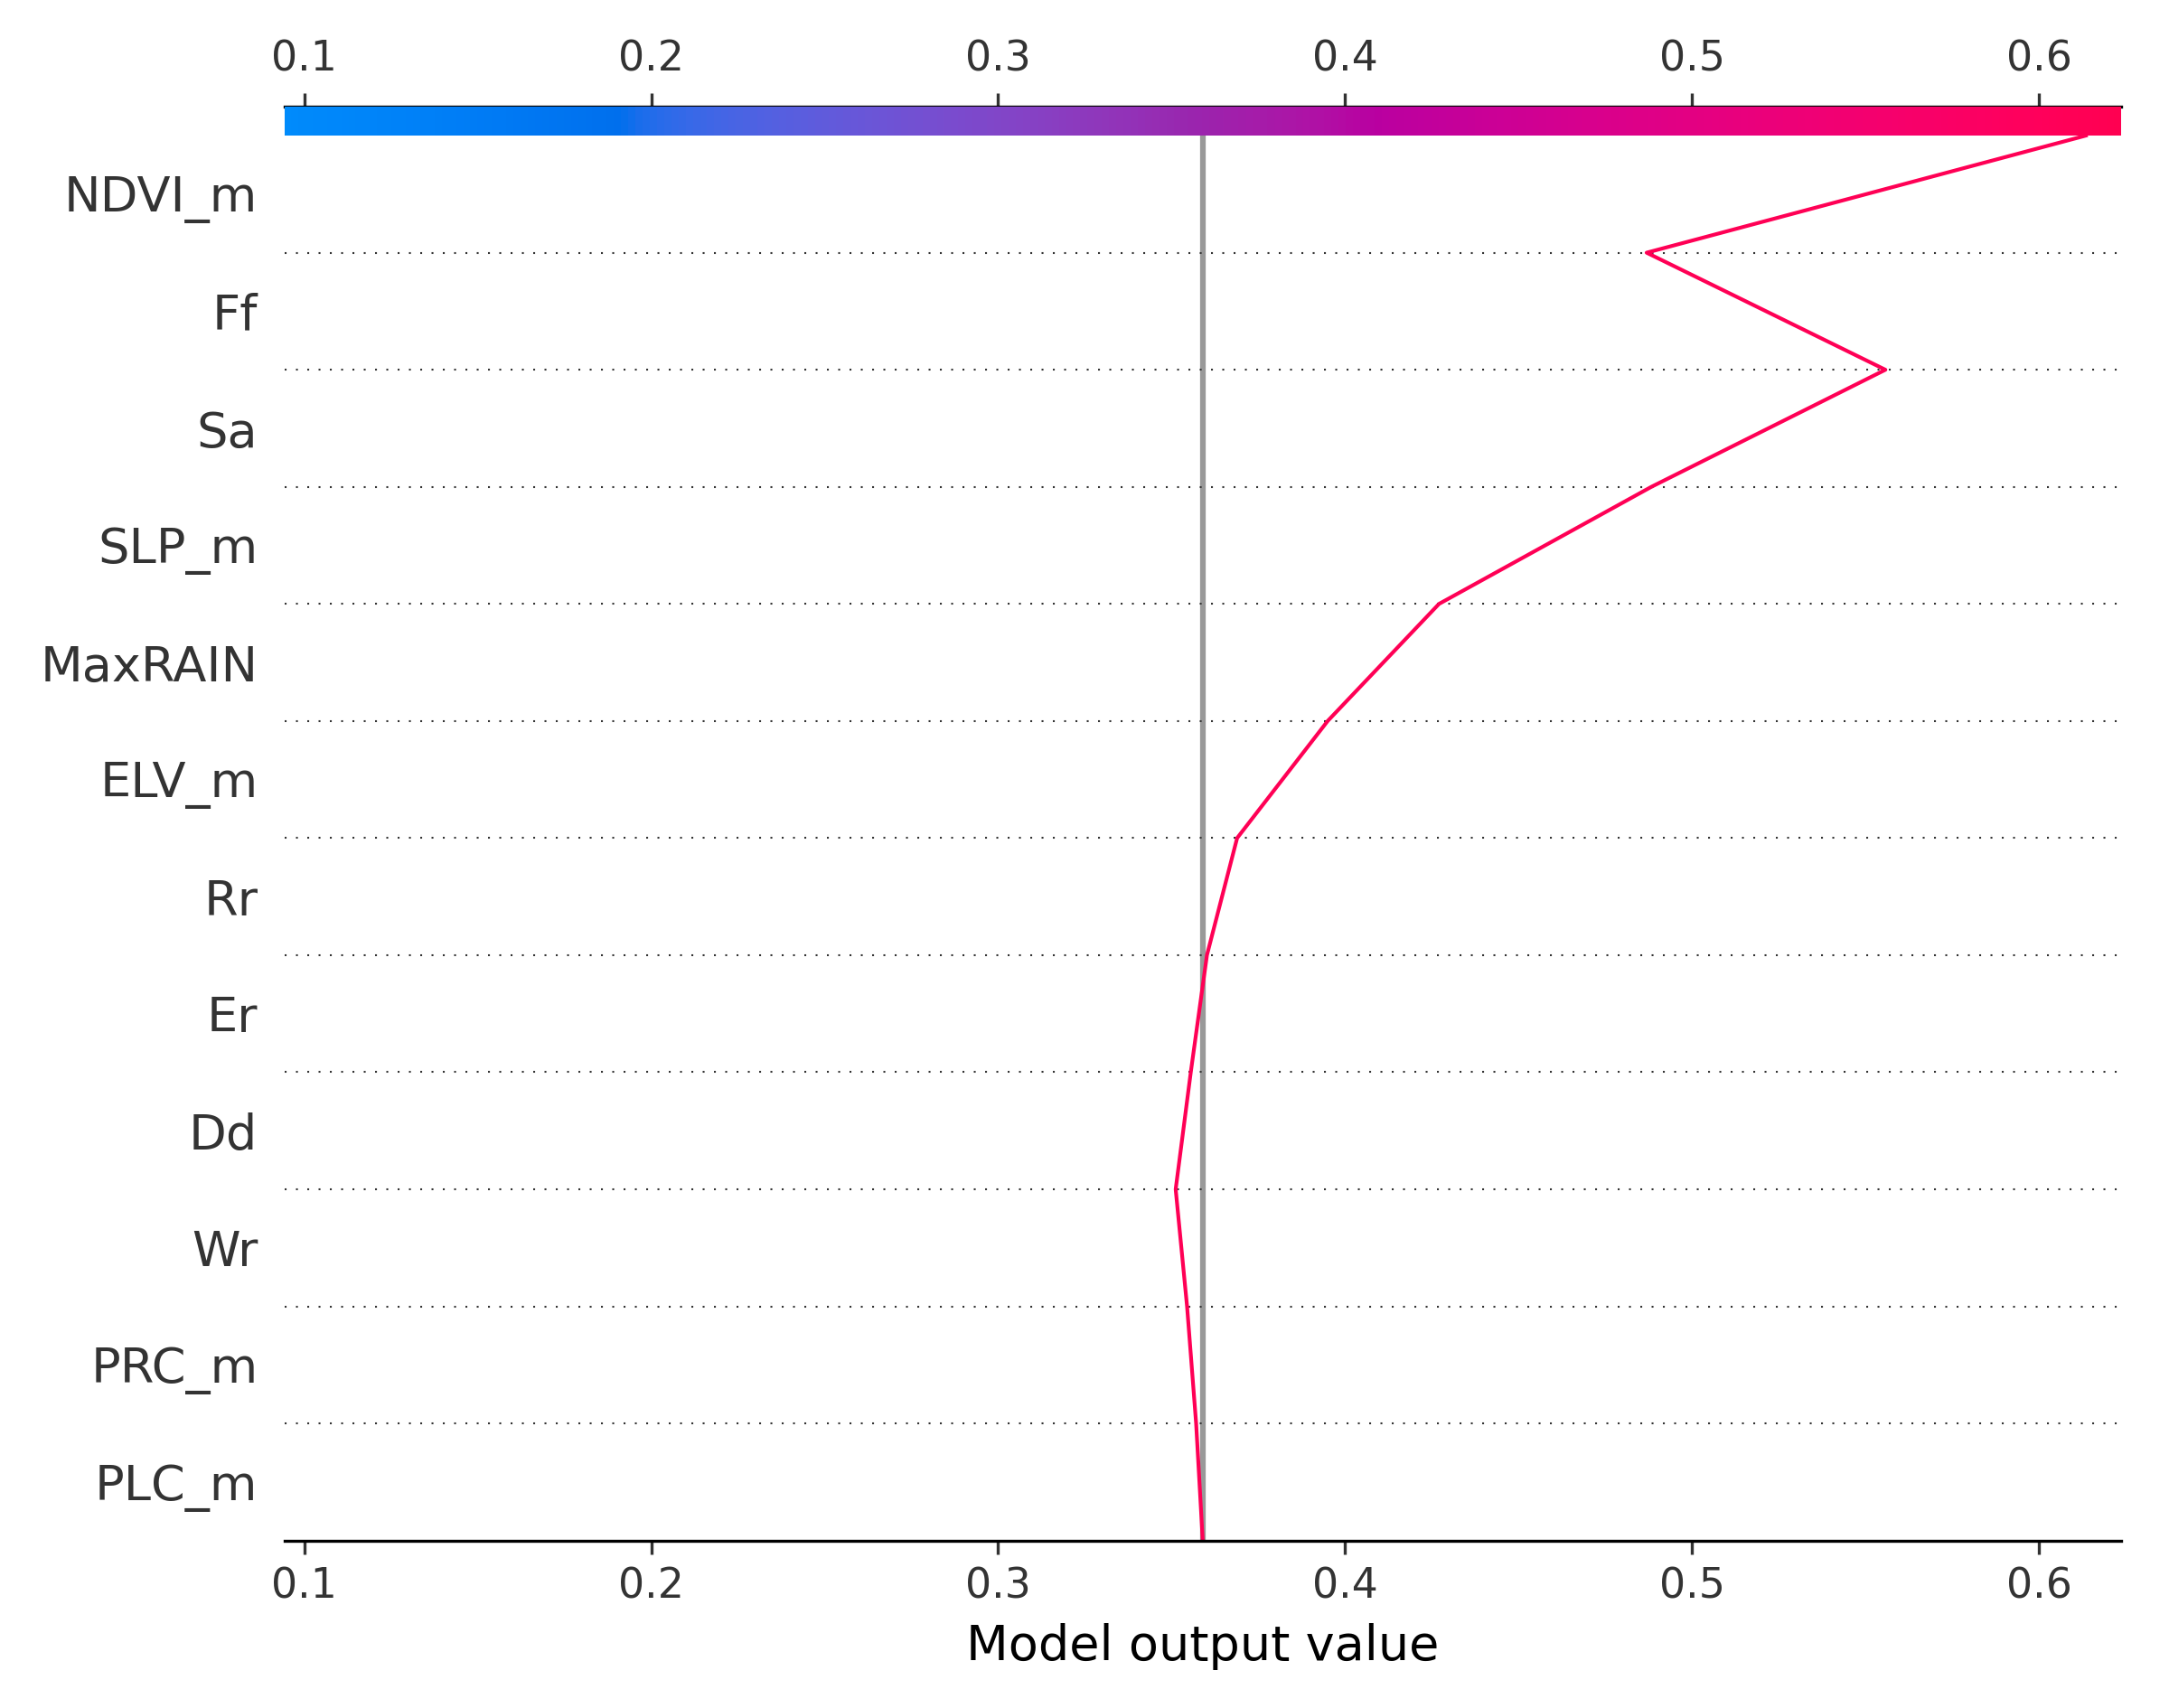 0.1 0.2 0.3 0.4 0.5 0.6
NDVI_m
Ff
Sa
SLP_m
MaxRAIN
ELV_m
Rr
Er
Dd
Wr
PRC_m
PLC_m
0.1 0.2 0.3 0.4 0.5 0.6
Model output value